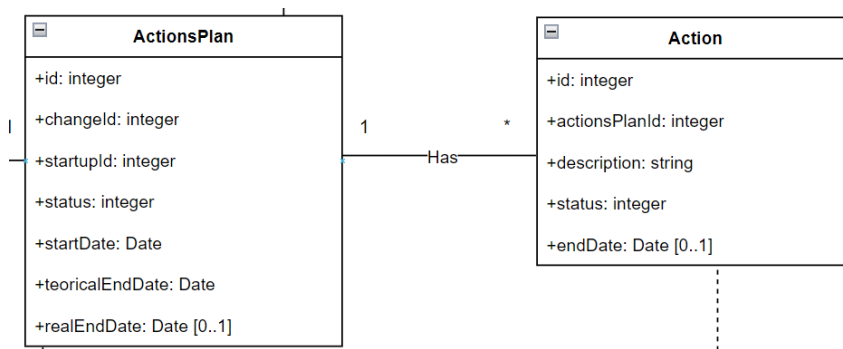 ActionsPlan
+id: integer
+changeId: integer
+startupId: integer
+status: integer
+startDate: Date
+teoricalEndDate: Date
+realEndDate: Date [0..1]
1
Has
*
Action
+id: integer
+actionsPlanId: integer
+description: string
+status: integer
+endDate: Date [0..1]